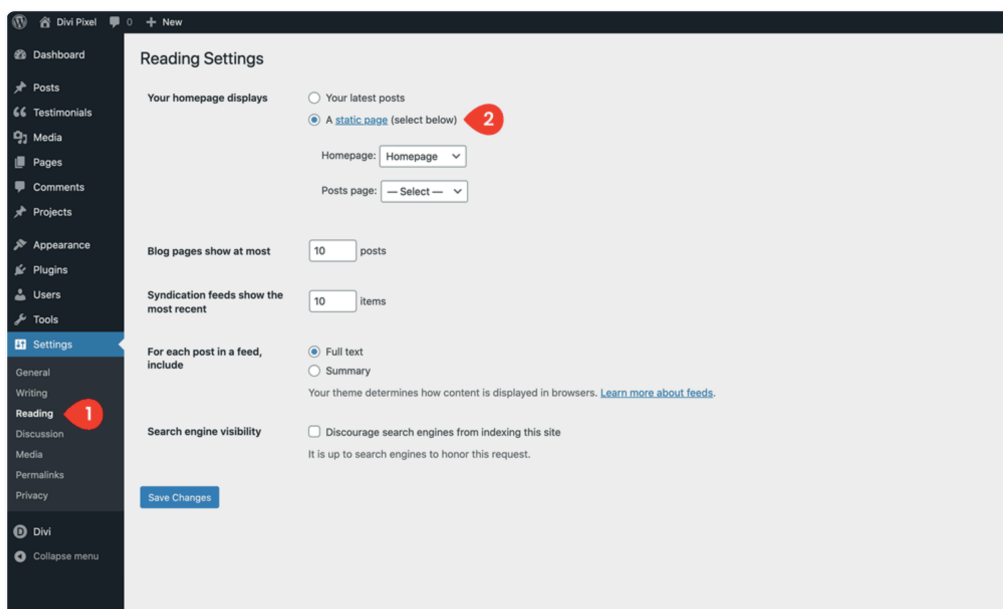 Divi Pixel 0 New
Dashboard
Posts
Testimonials
Media
Pages
Comments
Projects
Appearance
Plugins
Users
Tools
Settings
General
Writing
Reading 1
Discussion
Media
Permalinks
Privacy
Divi
Collapse menu
Reading Settings
Your homepage displays
Your latest posts
A static page (select below) 2
Homepage: Homepage
Posts page: — Select —
Blog pages show at most
10 posts
Syndication feeds show the
most recent
10 items
For each post in a feed,
include
Full text
Summary
Your theme determines how content is displayed in browsers. Learn more about feeds.
Search engine visibility
Discourage search engines from indexing this site
It is up to search engines to honor this request.
Save Changes